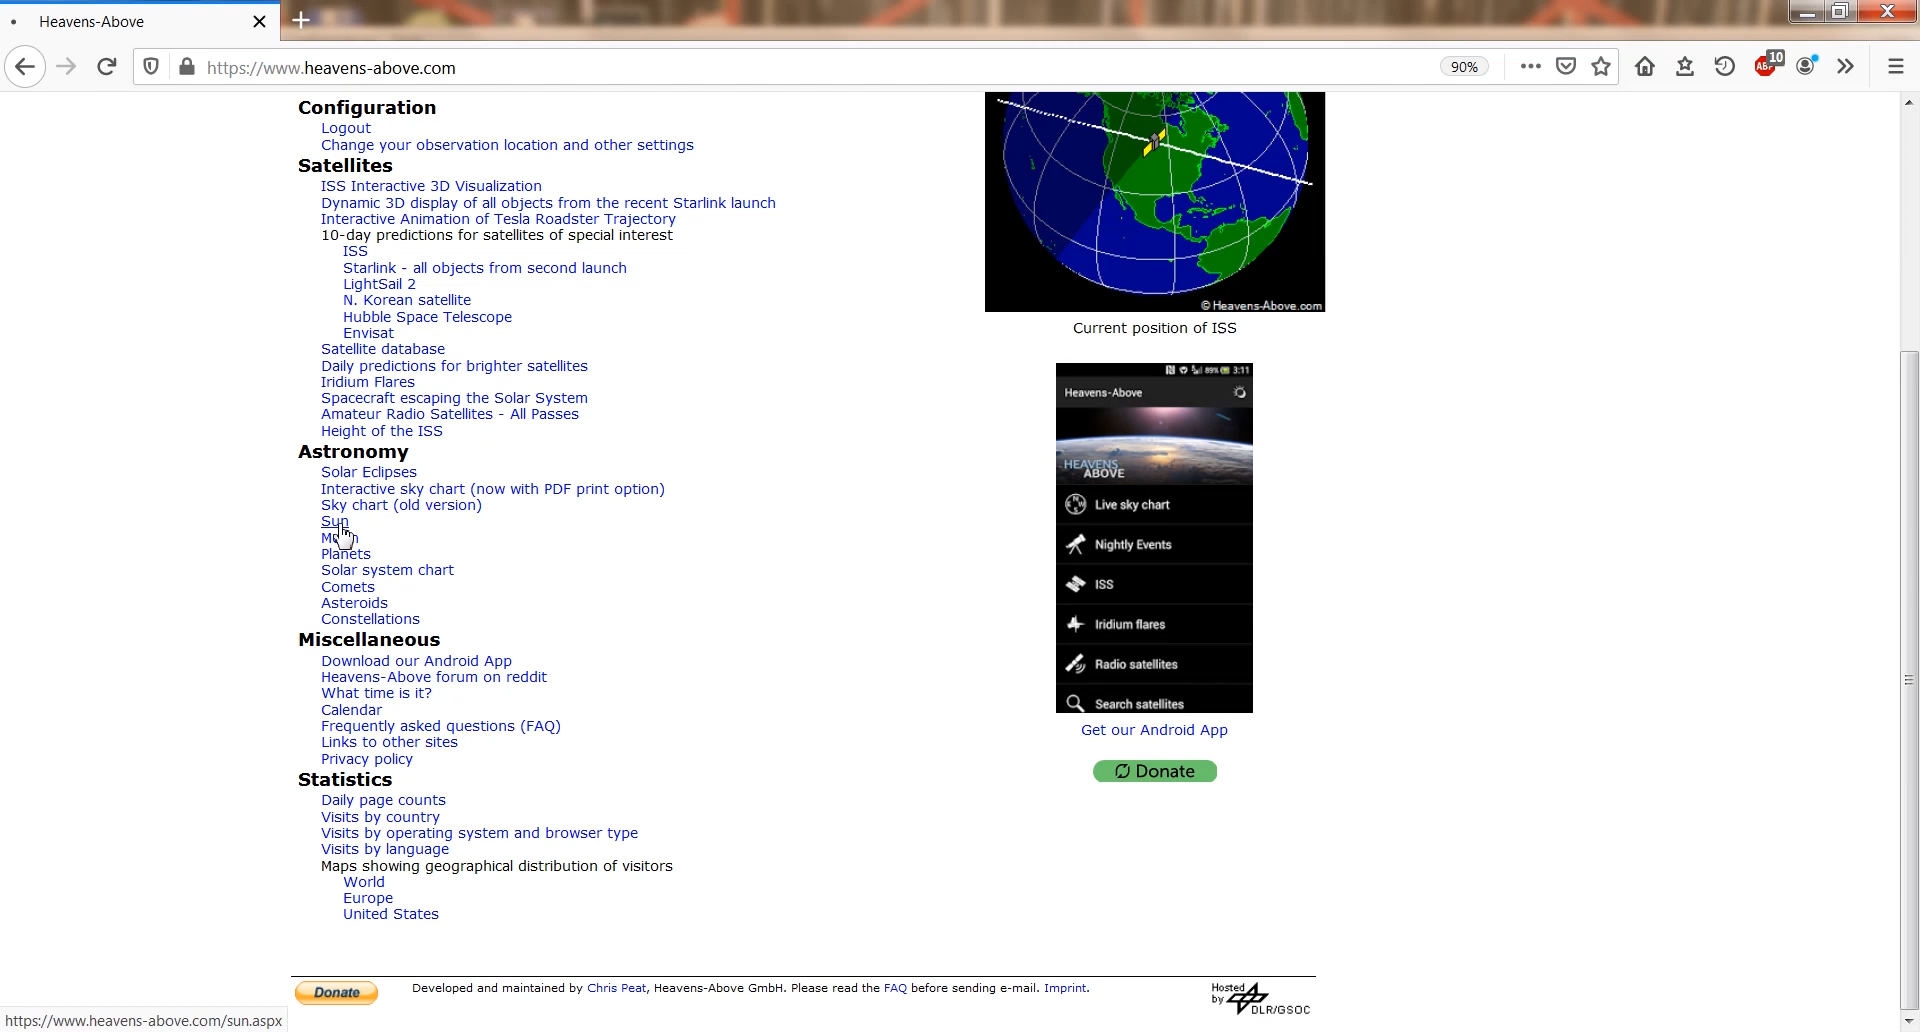 Heavens-Above
https://www.heavens-above.com
90%
ABP
10
Configuration
Logout
Change your observation location and other settings
Satellites
ISS Interactive 3D Visualization
Dynamic 3D display of all objects from the recent Starlink launch
Interactive Animation of Tesla Roadster Trajectory
10-day predictions for satellites of special interest
ISS
Starlink - all objects from second launch
LightSail 2
N. Korean satellite
Hubble Space Telescope
Envisat
Satellite database
Daily predictions for brighter satellites
Iridium Flares
Spacecraft escaping the Solar System
Amateur Radio Satellites - All Passes
Height of the ISS
Astronomy
Solar Eclipses
Interactive sky chart (now with PDF print option)
Sky chart (old version)
Sun
Planets
Solar system chart
Comets
Asteroids
Constellations
Miscellaneous
Download our Android App
Heavens-Above forum on reddit
What time is it?
Calendar
Frequently asked questions (FAQ)
Links to other sites
Privacy policy
Statistics
Daily page counts
Visits by country
Visits by operating system and browser type
Visits by language
Maps showing geographical distribution of visitors
World
Europe
United States
© Heavens-Above.com
Current position of ISS
89% 3:11
Heavens-Above
HEAVENS
ABOVE
Live sky chart
Nightly Events
ISS
Iridium flares
Radio satellites
Search satellites
Get our Android App
Donate
Donate
Developed and maintained by Chris Peat, Heavens-Above GmbH. Please read the FAQ before sending e-mail. Imprint.
Hosted
by
DLR/GSOC
https://www.heavens-above.com/sun.aspx